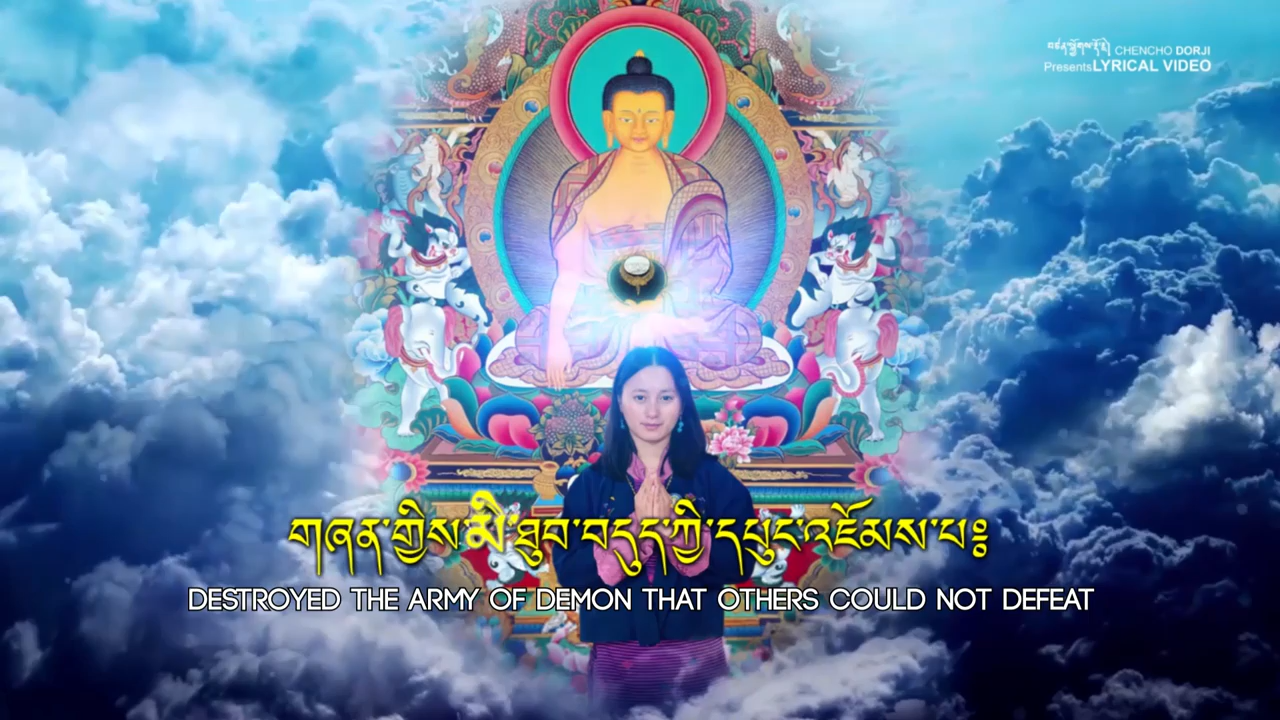 CHENCHO DORJI
Presents LYRICAL VIDEO
གཞན་གྱིས་མི་ཐུབ་བདུད་ཀྱི་དཔུང་འཇོམས་པ༔
DESTROYED THE ARMY OF DEMON THAT OTHERS COULD NOT DEFEAT